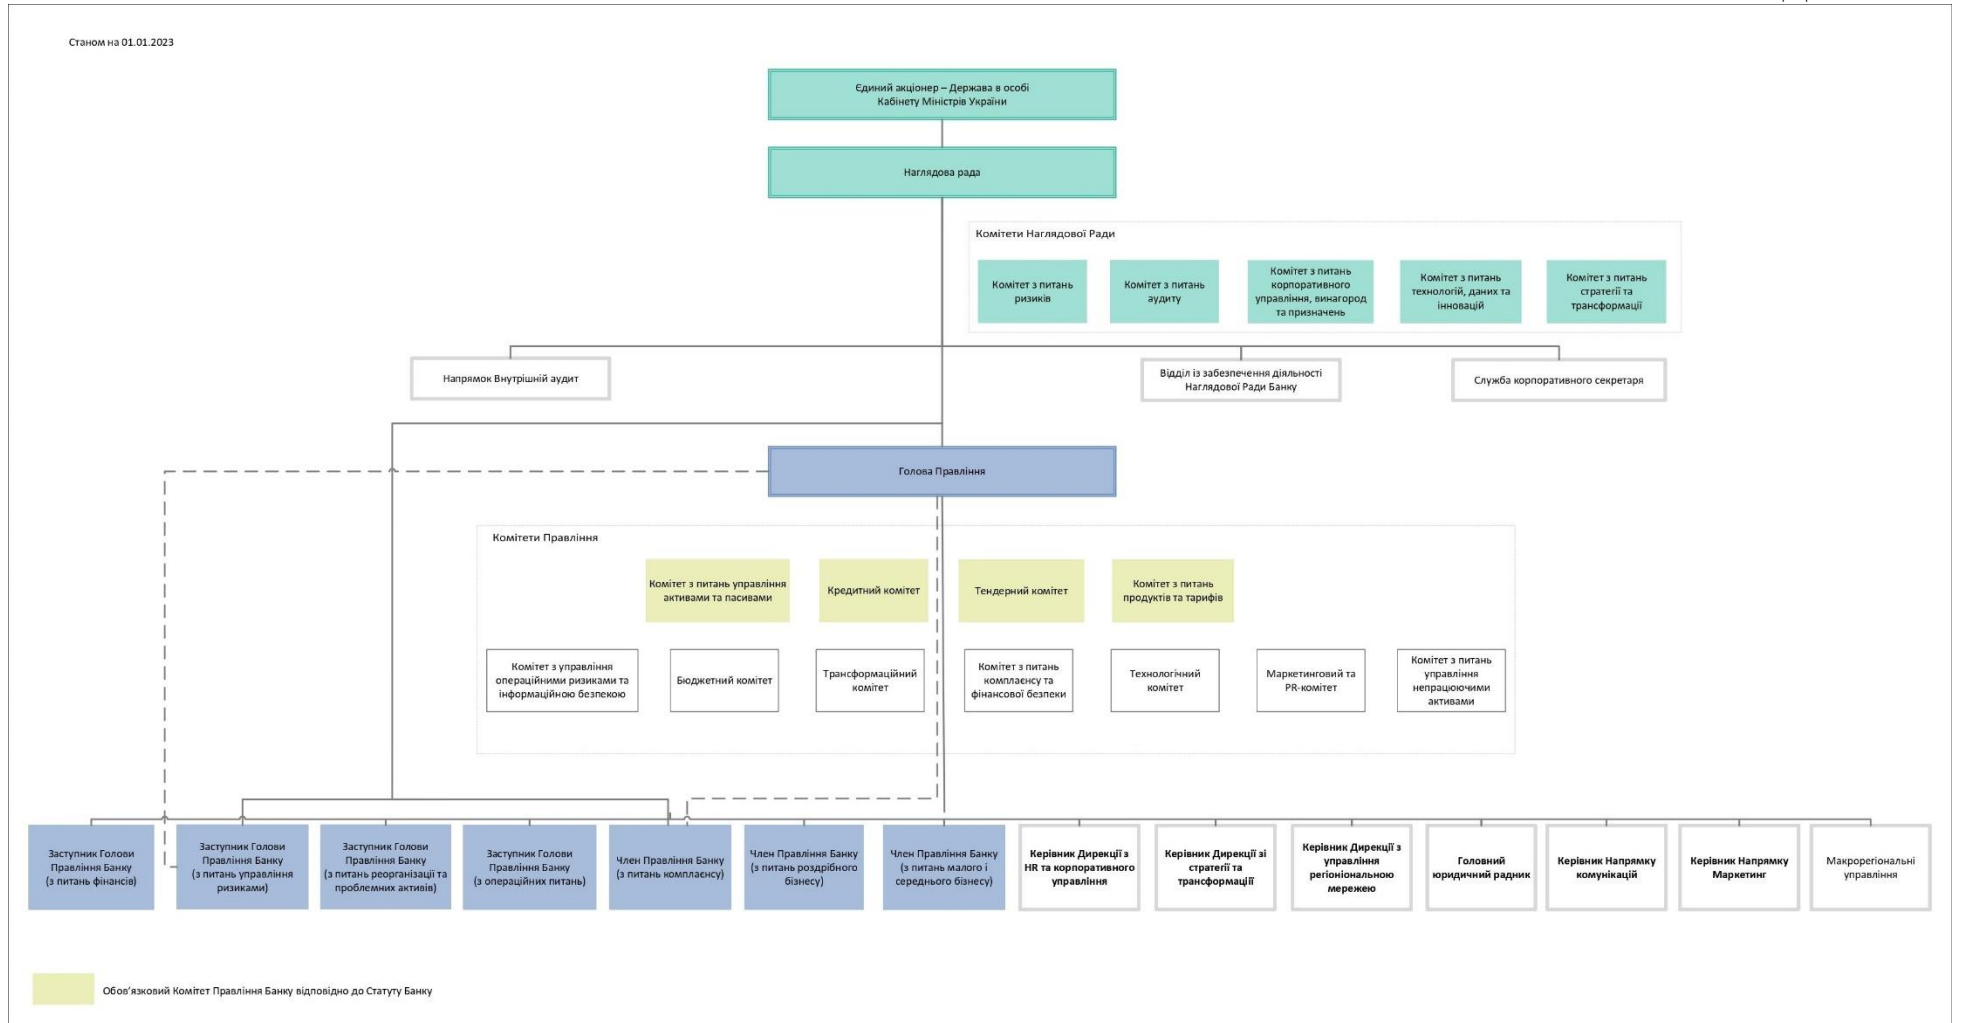 Станом на 01.01.2023
Єдиний акціонер – Держава в особі
Кабінету Міністрів України
Наглядова рада
Комітети Наглядової Ради
Комітет з питань
ризиків
Комітет з питань
аудиту
Комітет з питань
корпоративного
управління, винагород
та призначень
Комітет з питань
технологій, даних та
інновацій
Комітет з питань
стратегії та
трансформації
Напрямок Внутрішній аудит
Відділ із забезпечення діяльності
Наглядової Ради Банку
Служба корпоративного секретаря
Голова Правління
Комітети Правління
Комітет з питань управління
активами та пасивами
Кредитний комітет
Тендерний комітет
Комітет з питань
продуктів та тарифів
Комітет з управління
операційними ризиками та
інформаційною безпекою
Бюджетний комітет
Трансформаційний
комітет
Комітет з питань
комплаєнсу та
фінансової безпеки
Технологічний
комітет
Маркетинговий та
PR-комітет
Комітет з питань
управління
непрацюючими
активами
Заступник Голови
Правління Банку
(з питань фінансів)
Заступник Голови
Правління Банку
(з питань управління
ризиками)
Заступник Голови
Правління Банку
(з питань реорганізації та
проблемних активів)
Заступник Голови
Правління Банку
(з операційних питань)
Член Правління Банку
(з питань комплаєнсу)
Член Правління Банку
(з питань роздрібного
бізнесу)
Член Правління Банку
(з питань малого і
середнього бізнесу)
Керівник Дирекції з
HR та корпоративного
управління
Керівник Дирекції зі
стратегії та
трансформаціїї
Керівник Дирекції з
управління
регіоніональною
мережею
Головний
юридичний радник
Керівник Напрямку
комунікацій
Керівник Напрямку
Маркетинг
Макрорегіональні
управління
Обов’язковий Комітет Правління Банку відповідно до Статуту Банку